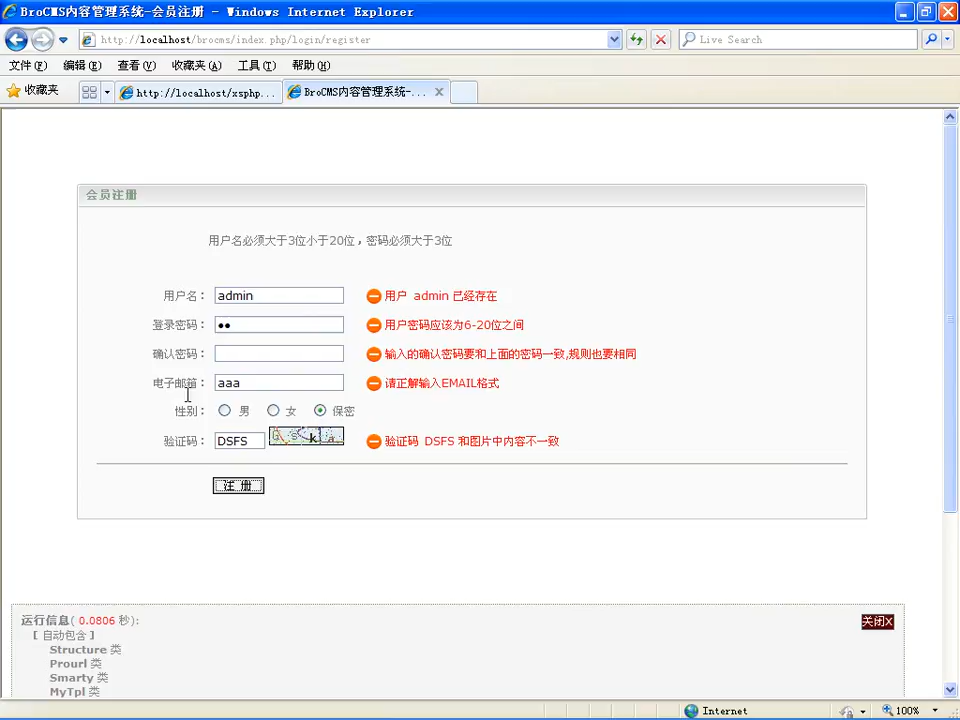 BroCMS内容管理系统-会员注册 - Windows Internet Explorer
http://localhost/brocms/index.php/login/register
Live Search
文件(F) 编辑(E) 查看(V) 收藏夹(A) 工具(T) 帮助(H)
收藏夹
http://localhost/xsphp...
BroCMS内容管理系统-...
会员注册
用户名必须大于3位小于20位，密码必须大于3位
用户名： admin 用户 admin 已经存在
登录密码： ●● 用户密码应该为6-20位之间
确认密码： 输入的确认密码要和上面的密码一致,规则也要相同
电子邮箱： aaa 请正解输入EMAIL格式
性别： 男 女 保密
验证码： DSFS 验证码 DSFS 和图片中内容不一致
注 册
运行信息( 0.0806 秒): 关闭X
[ 自动包含 ]
Structure 类
Prourl 类
Smarty 类
MyTpl 类
Internet
100%